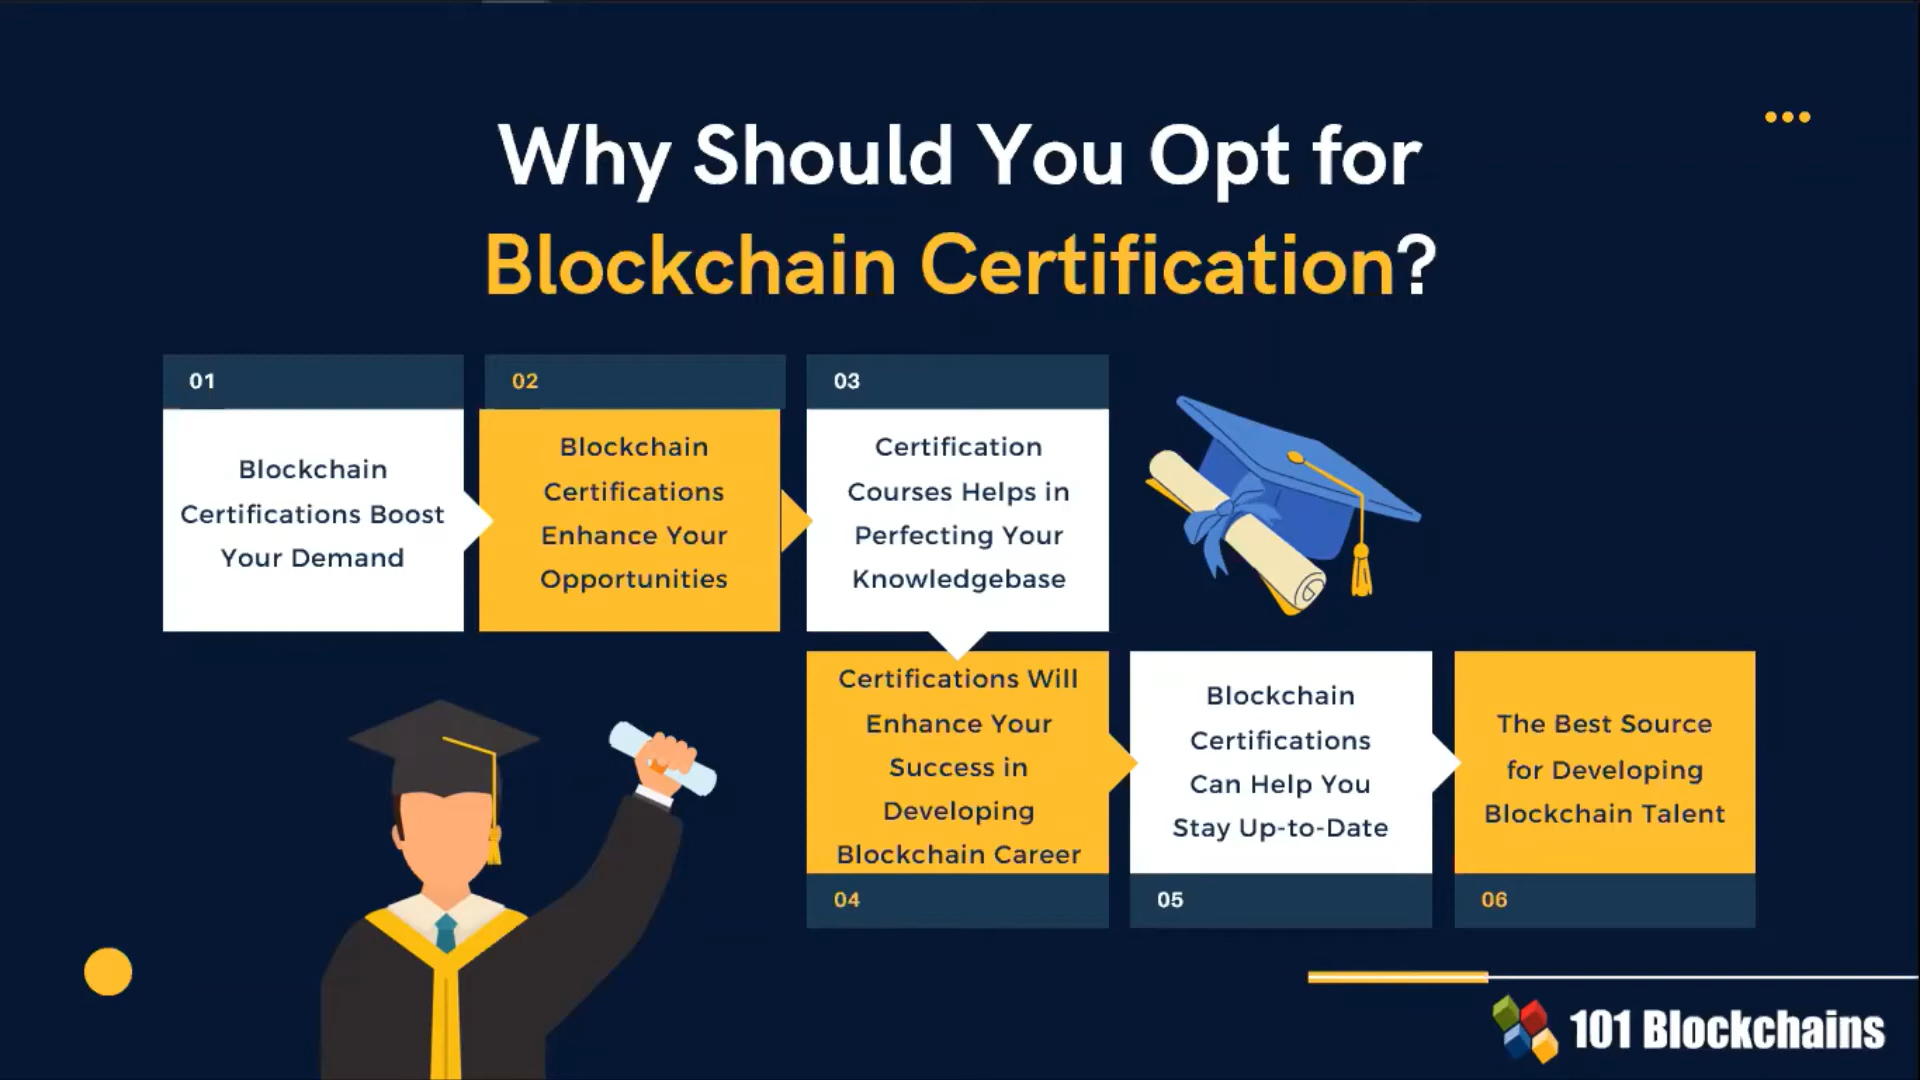 Why Should You Opt for
Blockchain Certification?
01
Blockchain
Certifications Boost
Your Demand
02
Blockchain
Certifications
Enhance Your
Opportunities
03
Certification
Courses Helps in
Perfecting Your
Knowledgebase
Certifications Will
Enhance Your
Success in
Developing
Blockchain Career
04
Blockchain
Certifications
Can Help You
Stay Up-to-Date
05
The Best Source
for Developing
Blockchain Talent
06
101 Blockchains